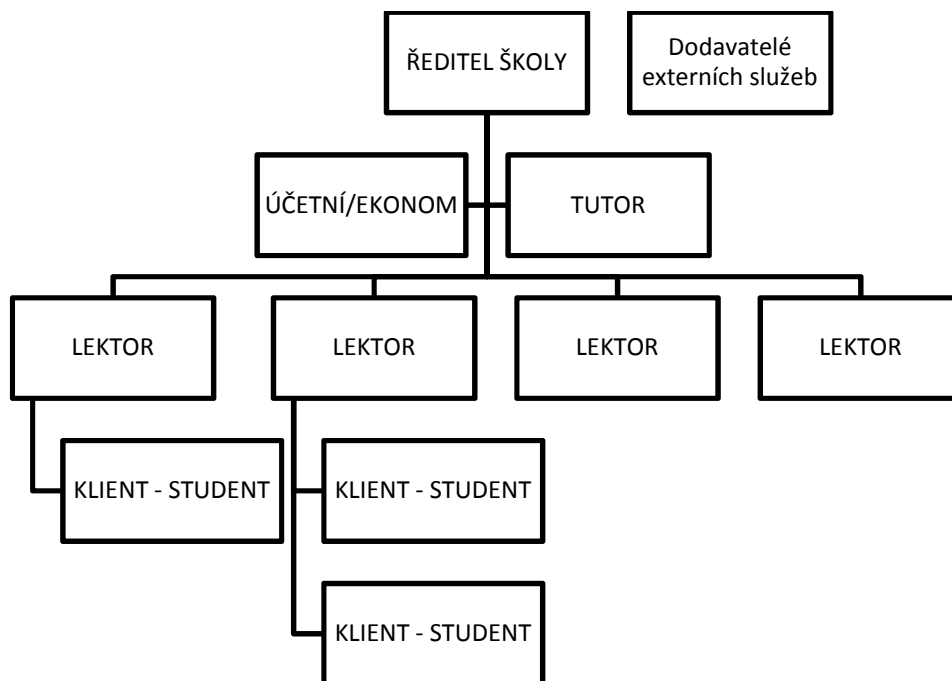 ŘEDITEL ŠKOLY
Dodavatelé
externích služeb
ÚČETNÍ/EKONOM
TUTOR
LEKTOR
LEKTOR
LEKTOR
LEKTOR
KLIENT - STUDENT
KLIENT - STUDENT
KLIENT - STUDENT